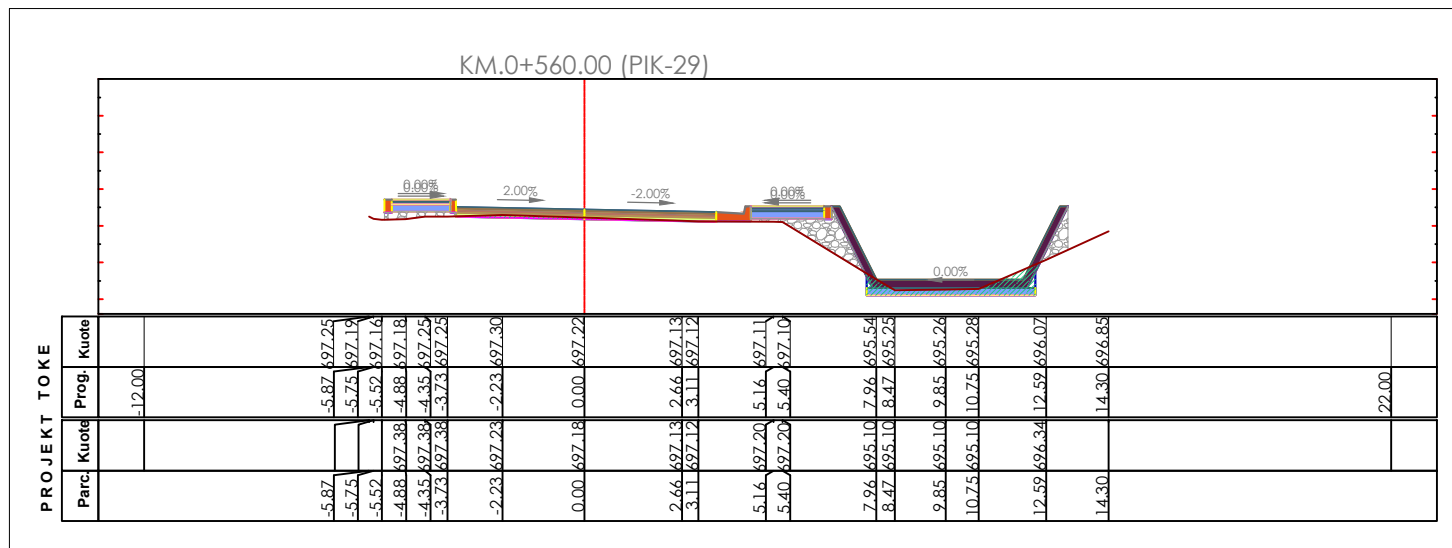 KM.0+560.00 (PIK-29)
0.00%
0.00%
2.00%
-2.00%
0.00%
0.00%
0.00%
PROJEKT TOKE
Kuote
697.25 697.19 697.16 697.18 697.25 697.25 697.30 697.22 697.13 697.12 697.11 697.10 695.54 695.25 695.26 695.28 696.07 696.85
Prog.
-12.00 -5.87 -5.75 -5.52 -4.88 -4.35 -3.73 -2.23 0.00 2.66 3.11 5.16 5.40 7.96 8.47 9.85 10.75 12.59 14.30 22.00
Kuote
697.38 697.38 697.38 697.23 697.18 697.13 697.12 697.20 697.20 695.10 695.10 695.10 695.10 696.34
Parc.
-5.87 -5.75 -5.52 -4.88 -4.35 -3.73 -2.23 0.00 2.66 3.11 5.16 5.40 7.96 8.47 9.85 10.75 12.59 14.30